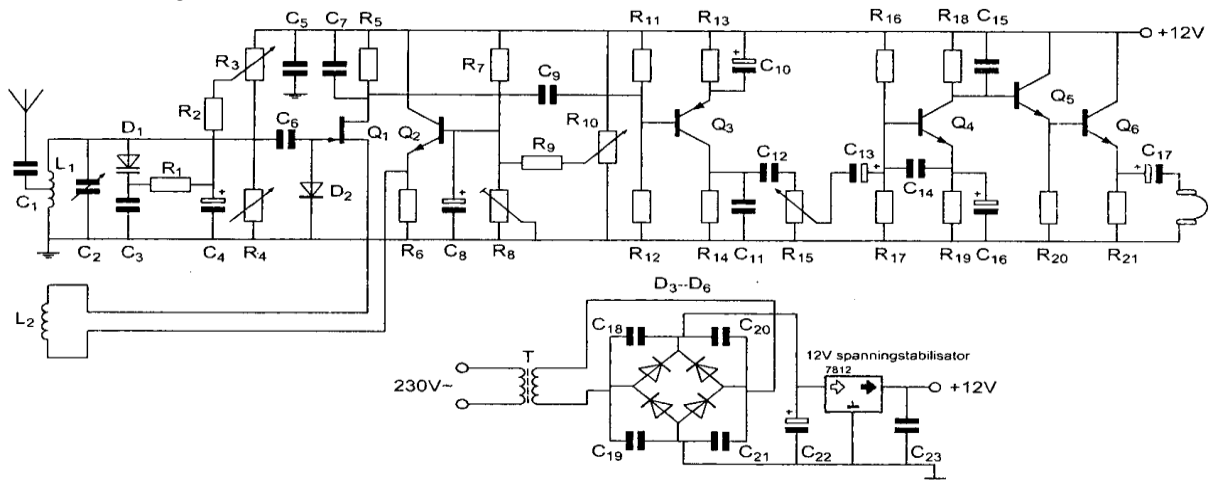 C5 C7 R5 R11 R13 R16 R18 C15
+12V
R3 R7 C9 C10
R2 R10 Q5
D1 C6 Q1 Q2 Q3 Q4 Q6
L1 R1 R9 C12 C13 C17
C1 D2 C14
C2 C3 C4 R4 R6 C8 R8 R12 R14 C11 R15 R17 R19 C16 R20 R21
D3--D6
L2
C18 C20
T 12V spanningstabilisator
7812
230V~ +12V
C19 C21 C22 C23